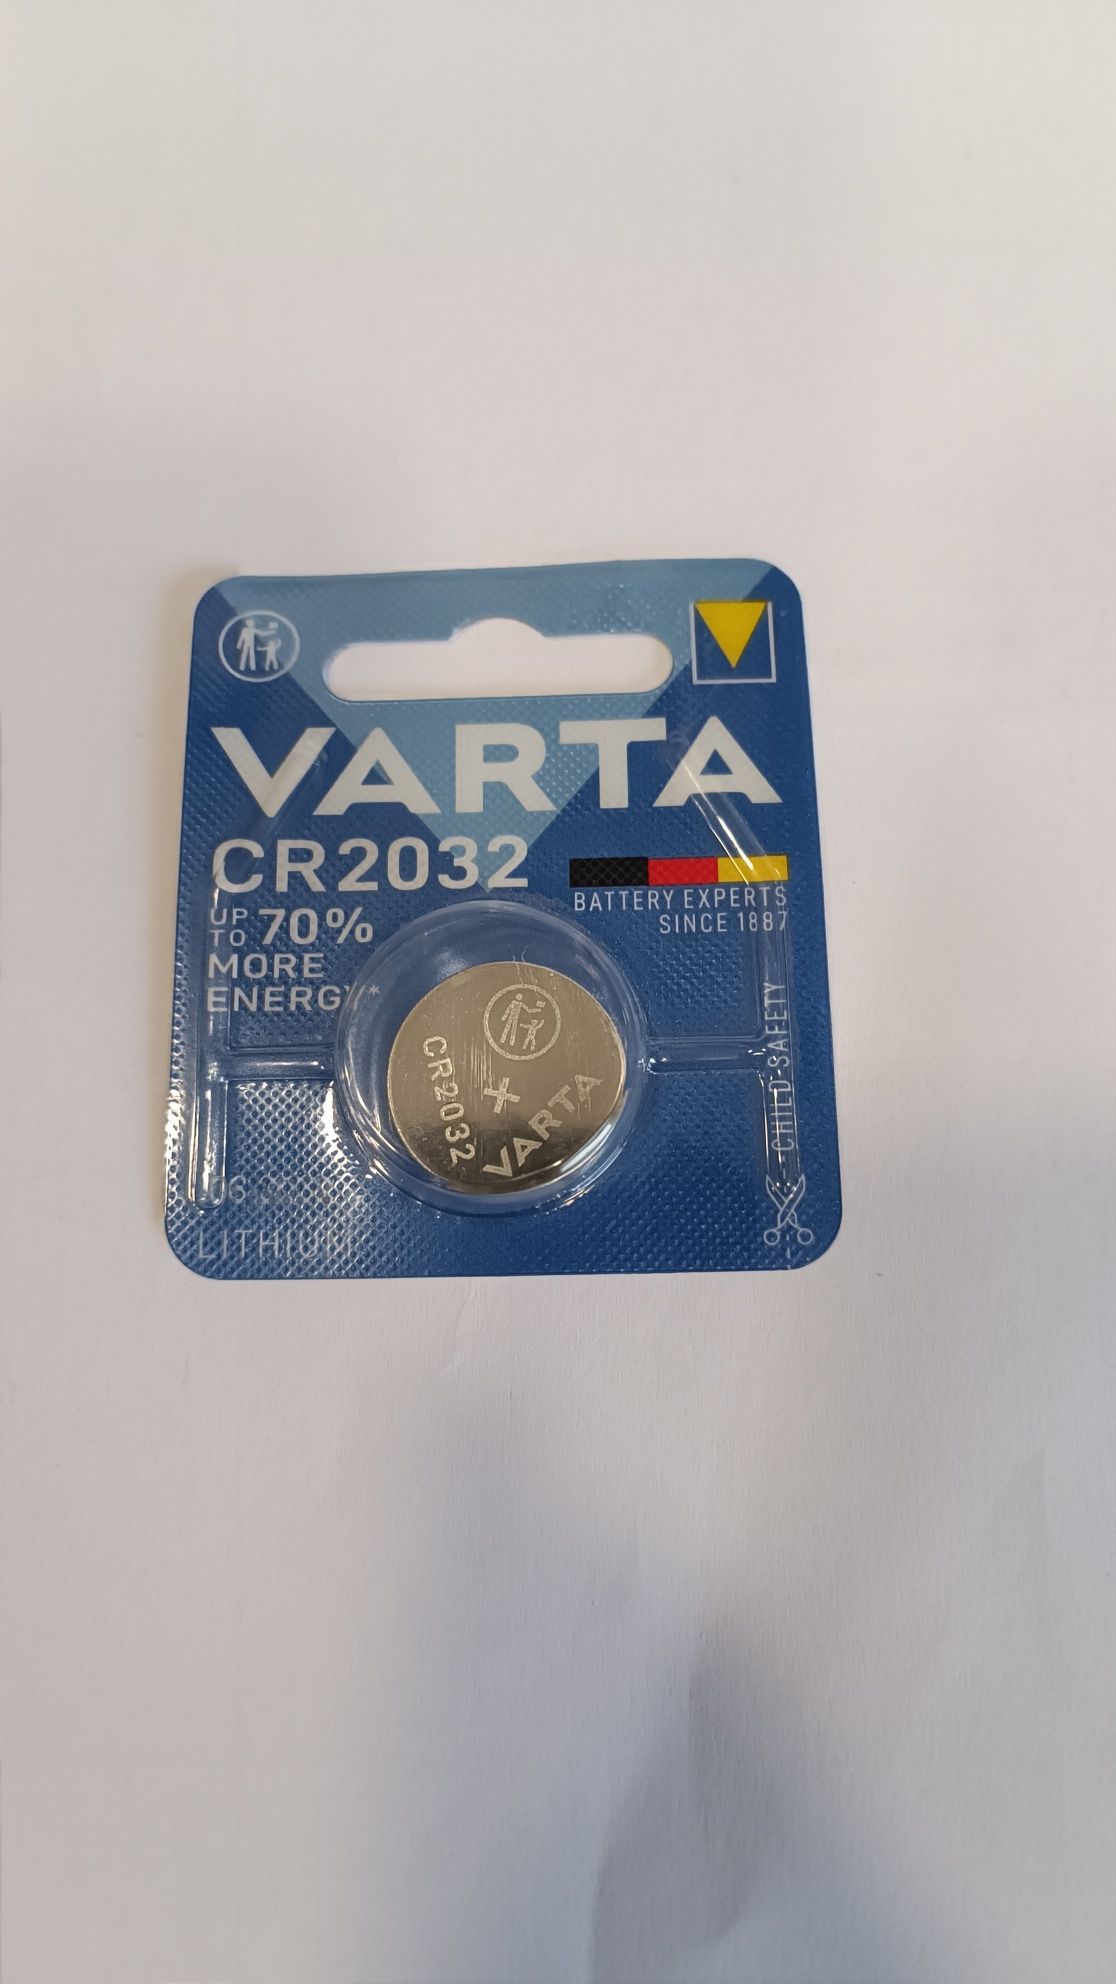 VARTA
CR2032
UP TO 70%
MORE
ENERGY*
BATTERY EXPERTS
SINCE 1887
CR2032
+
VARTA
CHILD SAFETY
LITHIUM